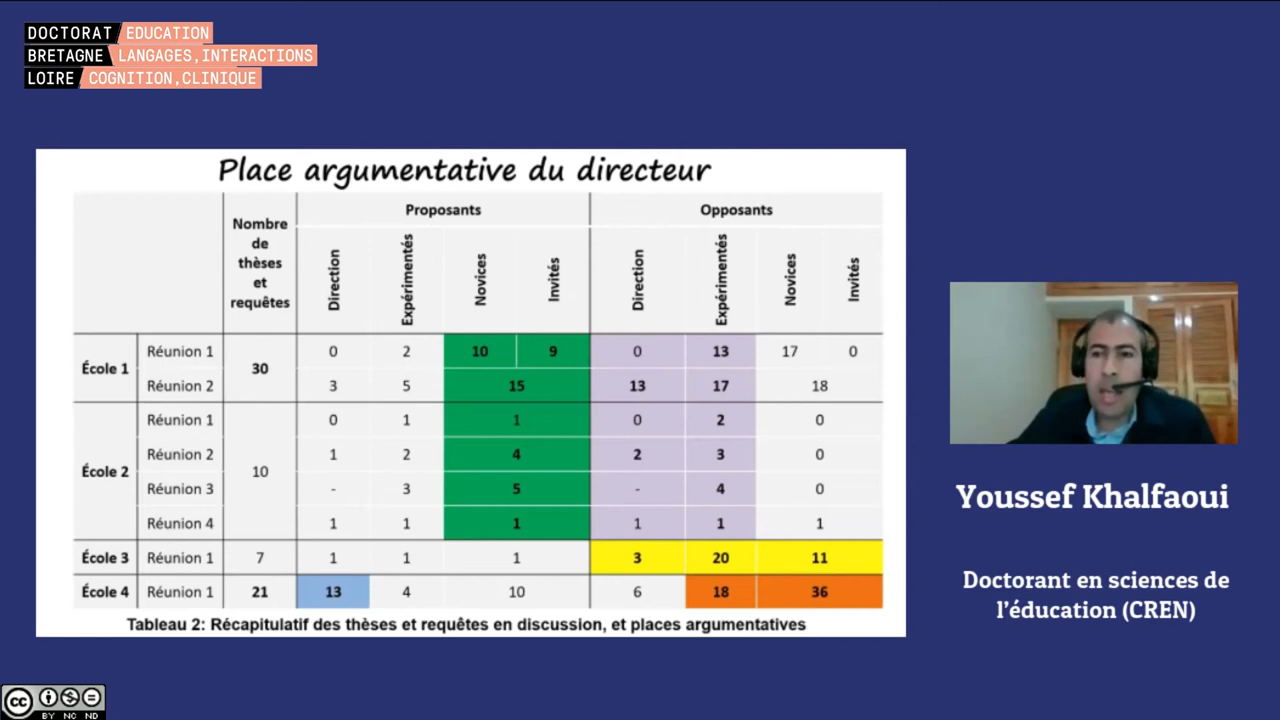 DOCTORAT / EDUCATION
BRETAGNE \ LANGAGES,INTERACTIONS
LOIRE / COGNITION,CLINIQUE
Place argumentative du directeur
Nombre de thèses et requêtes Proposants Opposants
Direction Expérimentés Novices Invités Direction Expérimentés Novices Invités
École 1 Réunion 1 30 0 2 10 9 0 13 17 0
Réunion 2 3 5 15 13 17 18
École 2 Réunion 1 10 0 1 1 0 2 0
Réunion 2 1 2 4 2 3 0
Réunion 3 - 3 5 - 4 0
Réunion 4 1 1 1 1 1 1
École 3 Réunion 1 7 1 1 1 3 20 11
École 4 Réunion 1 21 13 4 10 6 18 36
Tableau 2: Récapitulatif des thèses et requêtes en discussion, et places argumentatives
Youssef Khalfaoui
Doctorant en sciences de
l'éducation (CREN)
cc
BY NC ND